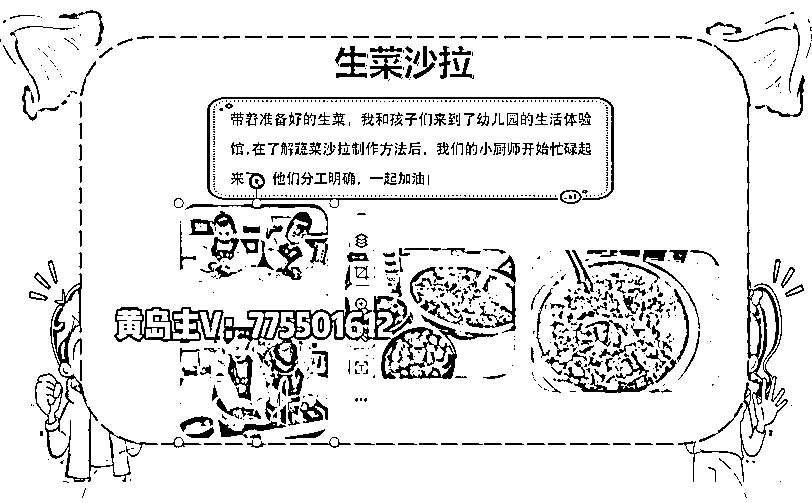 生菜沙拉
带着准备好的生菜，我和孩子们来到了幼儿园的生活体验
馆，在了解蔬菜沙拉制作方法后，我们的小厨师开始忙碌起
来 他们分工明确，一起加油
黄岛主V：775501612